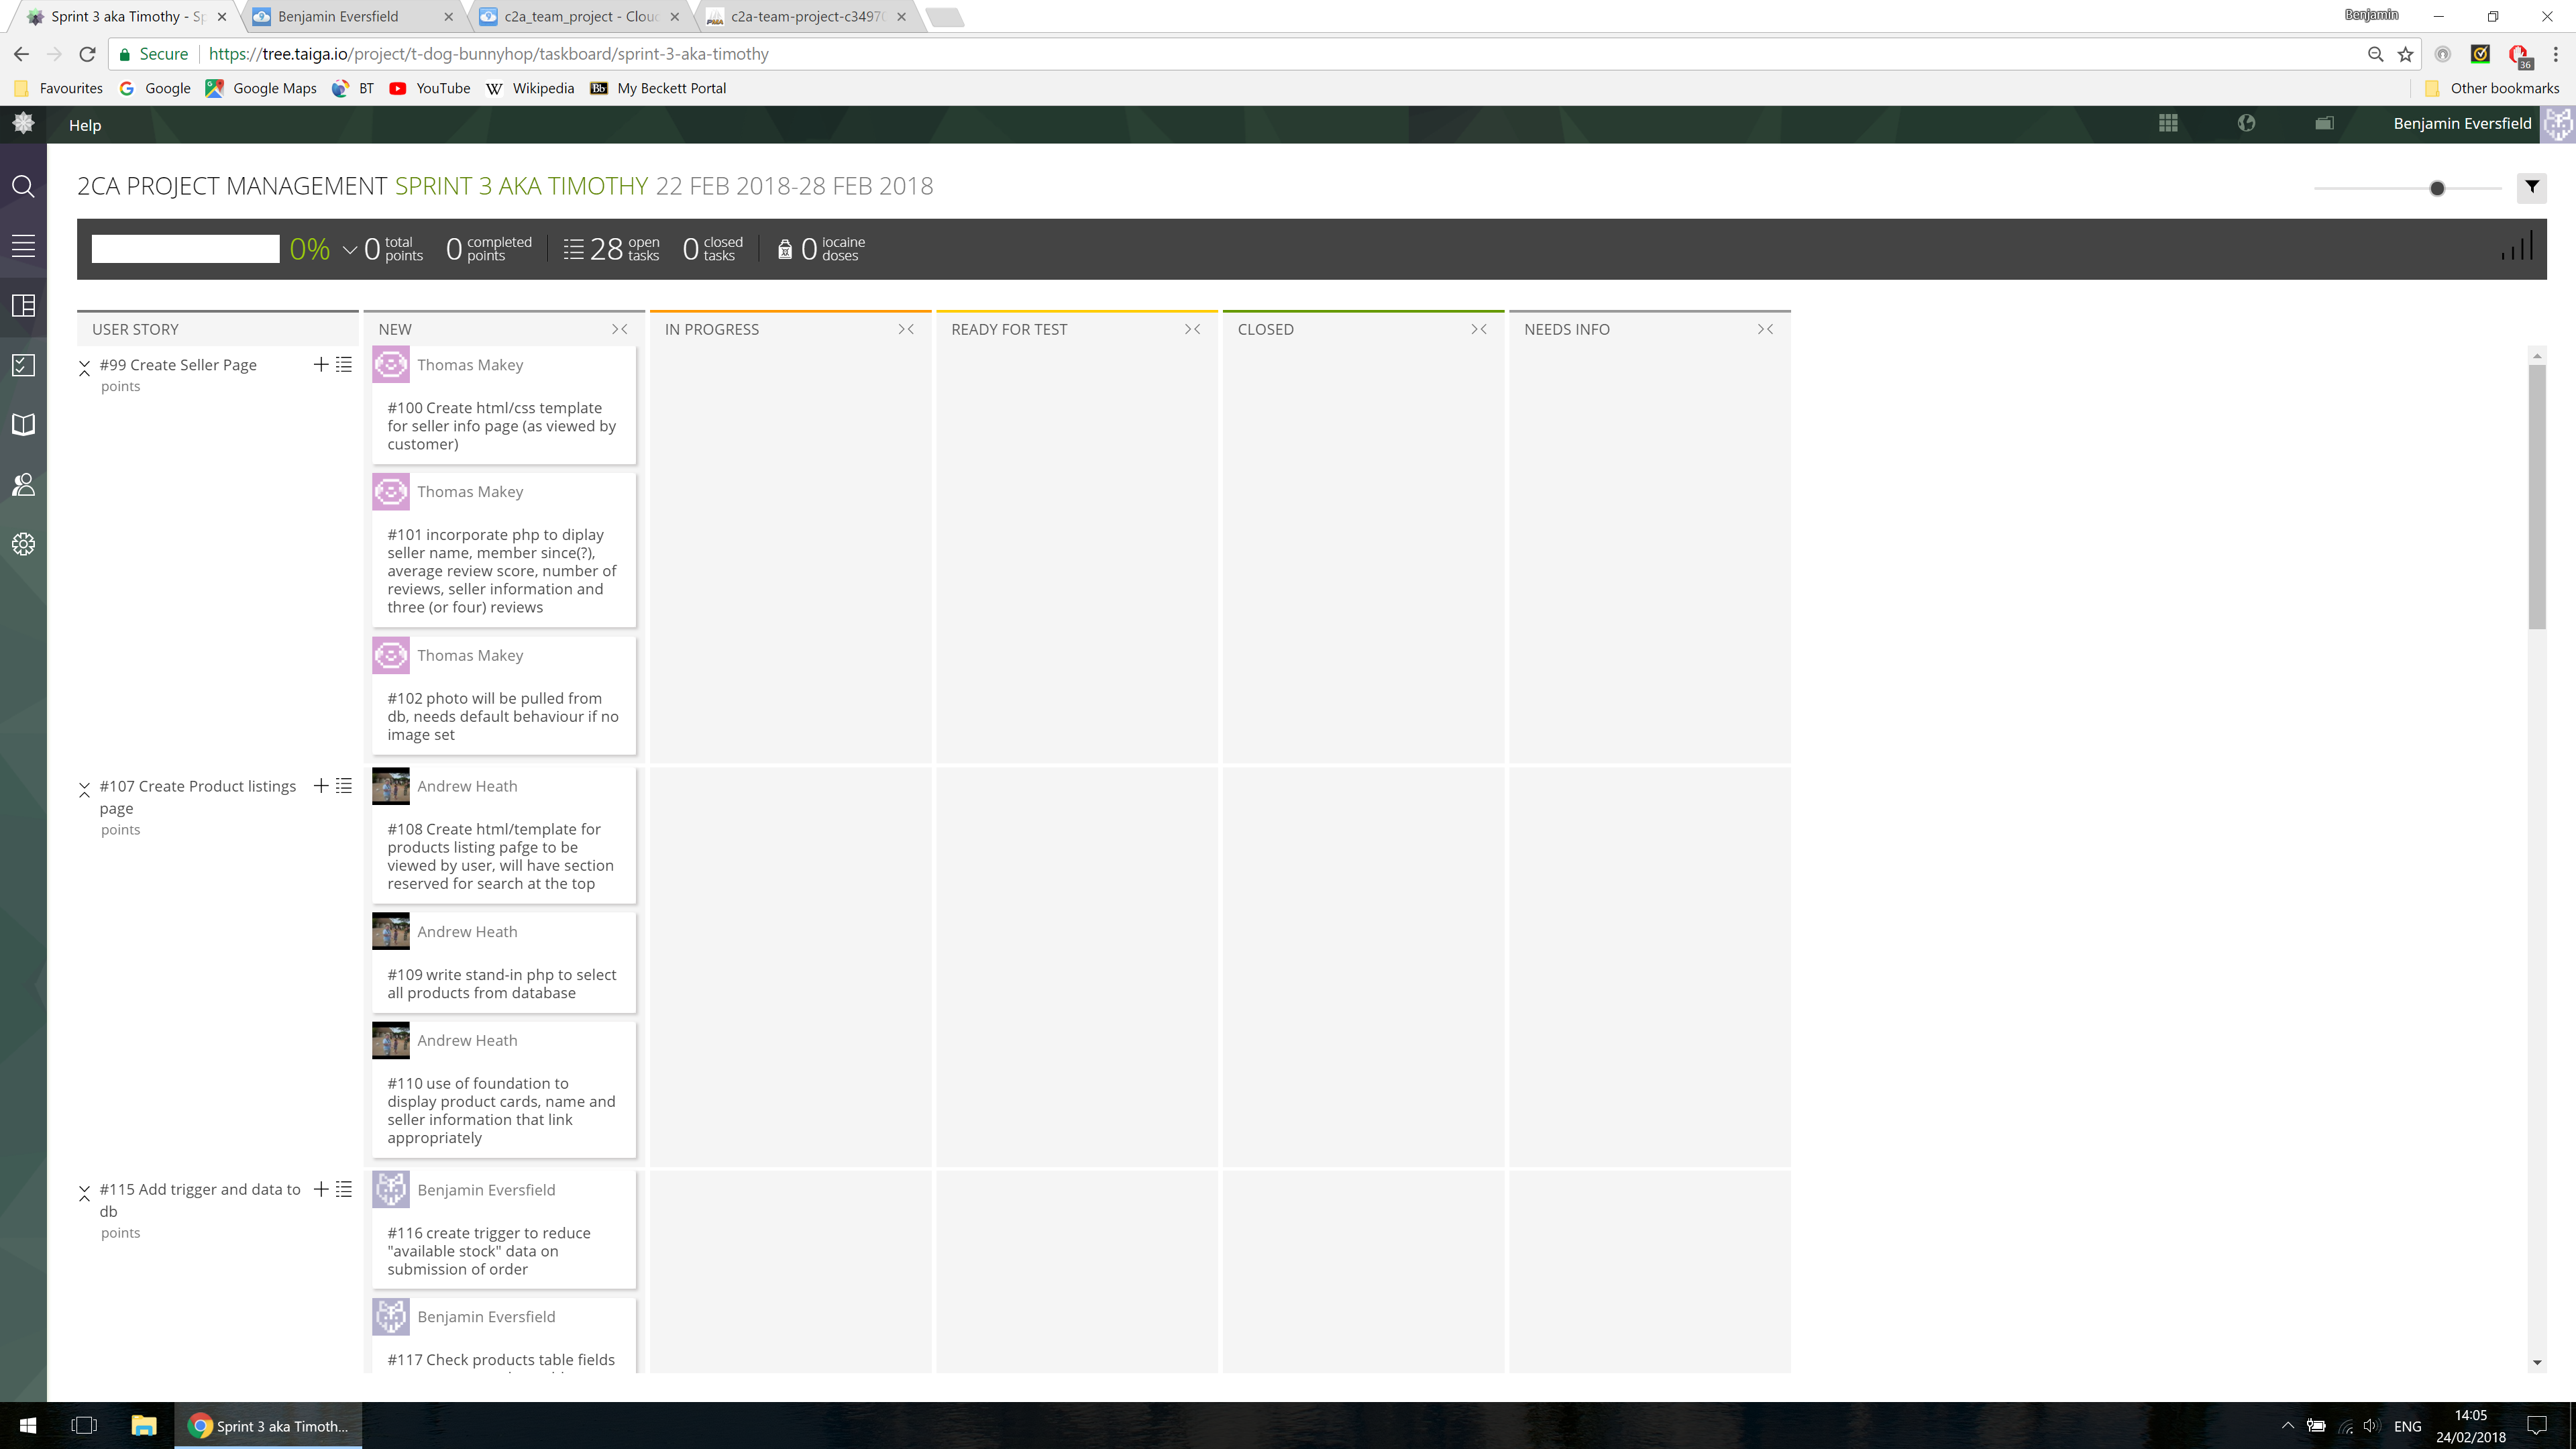 Sprint 3 aka Timothy - Sp
Benjamin Eversfield
c2a_team_project - Cloud
c2a-team-project-c34970
Benjamin
Secure
https://tree.taiga.io/project/t-dog-bunnyhop/taskboard/sprint-3-aka-timothy
36
Favourites
Google
Google Maps
BT
YouTube
W Wikipedia
Bb My Beckett Portal
Other bookmarks
Help
Benjamin Eversfield
2CA PROJECT MANAGEMENT SPRINT 3 AKA TIMOTHY 22 FEB 2018-28 FEB 2018
0% 0 total points 0 completed points 28 open tasks 0 closed tasks 0 iocaine doses
USER STORY
NEW
IN PROGRESS
READY FOR TEST
CLOSED
NEEDS INFO
#99 Create Seller Page
points
Thomas Makey
#100 Create html/css template
for seller info page (as viewed by
customer)
Thomas Makey
#101 incorporate php to diplay
seller name, member since(?),
average review score, number of
reviews, seller information and
three (or four) reviews
Thomas Makey
#102 photo will be pulled from
db, needs default behaviour if no
image set
#107 Create Product listings
page
points
Andrew Heath
#108 Create html/template for
products listing pafge to be
viewed by user, will have section
reserved for search at the top
Andrew Heath
#109 write stand-in php to select
all products from database
Andrew Heath
#110 use of foundation to
display product cards, name and
seller information that link
appropriately
#115 Add trigger and data to
db
points
Benjamin Eversfield
#116 create trigger to reduce
"available stock" data on
submission of order
Benjamin Eversfield
#117 Check products table fields
Sprint 3 aka Timoth...
ENG
14:05
24/02/2018